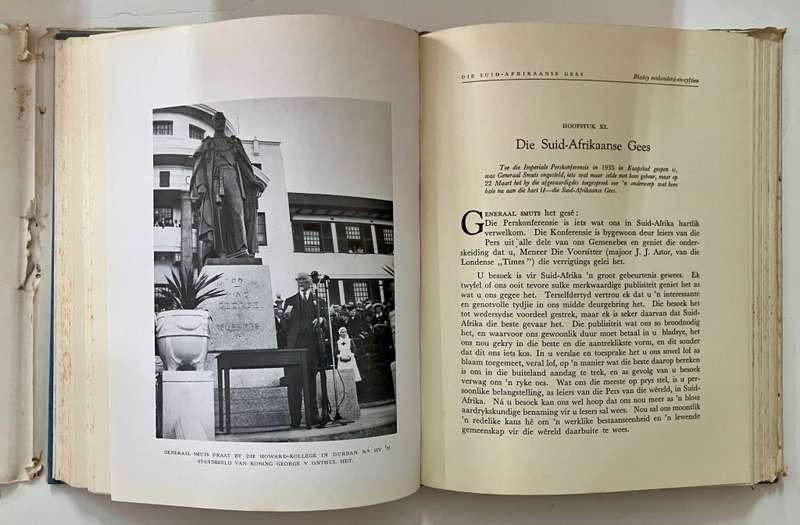 GENERAAL SMUTS PRAAT BY DIE HOWARD-KOLLEGE IN DURBAN NÁ HY 'N
STANDBEELD VAN KONING GEORGE V ONTHUL HET.
DIE SUID-AFRIKAANSE GEES
Bladsy eenhonderd-en-vyftien
HOOFSTUK XI.
Die Suid-Afrikaanse Gees
Toe die Imperiale Perskonferensie in 1935 in Kaapstad geopen is,
was Generaal Smuts ongesteld, iets wat maar selde met hom gebeur, maar op
22 Maart het hy die afgevaardigdes toegespreek oor 'n onderwerp wat hom
baie na aan die hart lê—die Suid-Afrikaanse Gees.
GENERAAL SMUTS het gesê:
Die Perskonferensie is iets wat ons in Suid-Afrika hartlik
verwelkom. Die Konferensie is bygewoon deur leiers van die
Pers uit alle dele van ons Gemenebes en geniet die onder-
skeiding dat u, Meneer Die Voorsitter (majoor J. J. Astor, van die
Londense „Times") die verrigtings gelei het.
U besoek is vir Suid-Afrika 'n groot gebeurtenis gewees. Ek
twyfel of ons ooit tevore sulke merkwaardige publisiteit geniet het as
wat u ons gegee het. Terselfdertyd vertrou ek dat u 'n interessante
en genotvolle tydjie in ons midde deurgebring het. Die besoek het
tot wedersydse voordeel gestrek, maar ek is seker daarvan dat Suid-
Afrika die beste gevaar het. Die publisiteit wat ons so broodnodig
het, en waarvoor ons gewoonlik duur moet betaal in u bladsye, het
ons nou gekry in die beste en die aantreklikste vorm, en dit sonder
dat dit ons iets kos. In u verslae en toesprake het u ons sowel lof as
blaam toegemeet, veral lof, op 'n manier wat die beste daarop bereken
is om in die buiteland aandag te trek, en as gevolg van u besoek
verwag ons 'n ryke oes. Wat ons die meeste op prys stel, is u per-
soonlike belangstelling, as leiers van die Pers van die wêreld, in Suid-
Afrika. Ná u besoek kan ons wel hoop dat ons nou meer as 'n blote
aardrykskundige benaming vir u lesers sal wees. Nou sal ons moontlik
'n redelike kans hê om 'n werklike bestaanseenheid en 'n lewende
gemeenskap vir die wêreld daarbuite te wees.